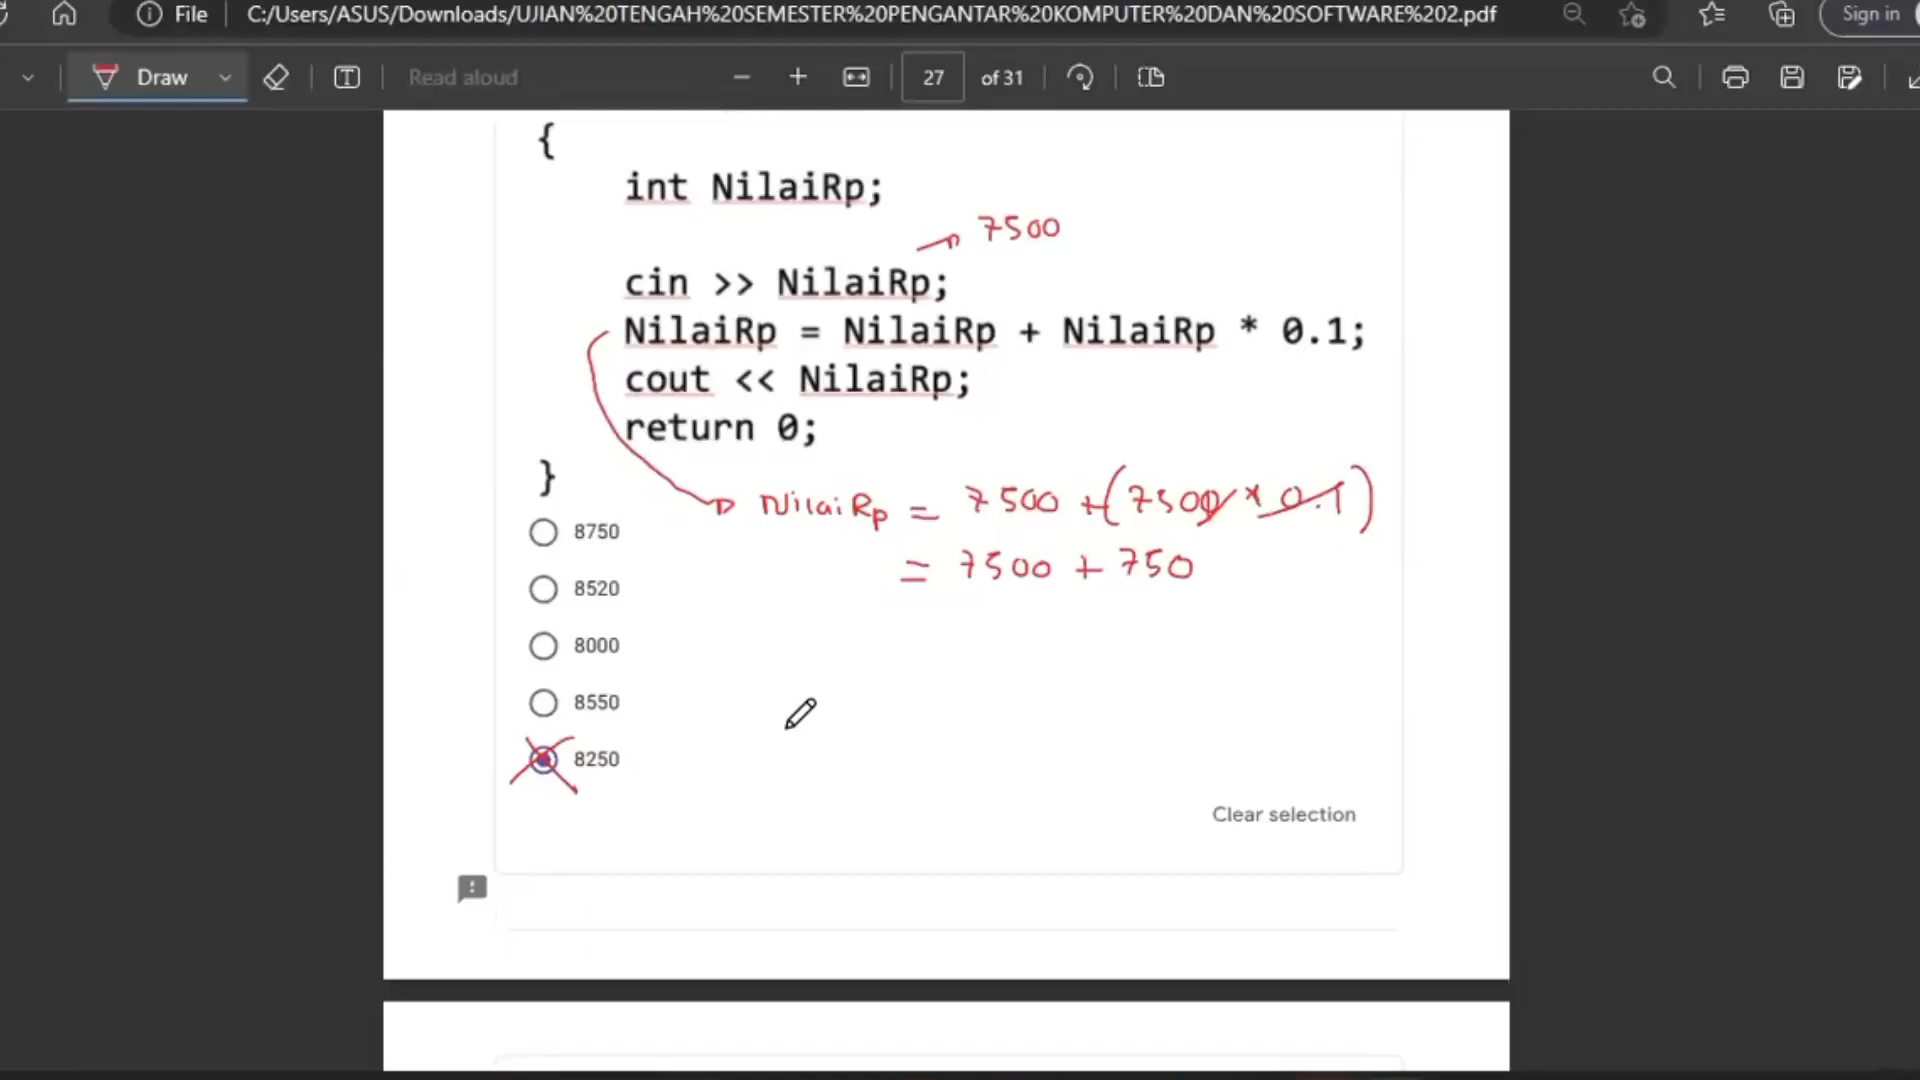 File C:/Users/ASUS/Downloads/UJIAN%20TENGAH%20SEMESTER%20PENGANTAR%20KOMPUTER%20DAN%20SOFTWARE%202.pdf Sign in
Draw Read aloud 27 of 31
{
int NilaiRp;
7500
cin >> NilaiRp;
NilaiRp = NilaiRp + NilaiRp * 0.1;
cout << NilaiRp;
return 0;
}
NilaiRp = 7500 + (7500 x 0.1)
= 7500 + 750
8750
8520
8000
8550
8250
Clear selection